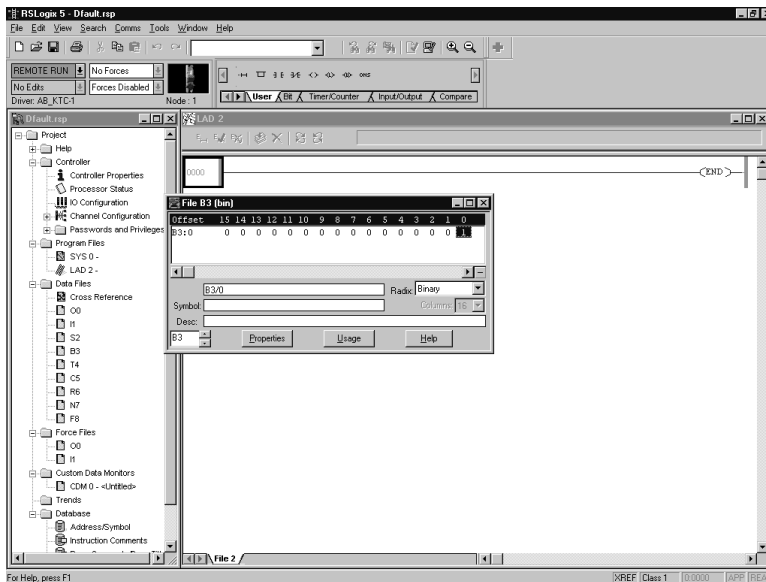 RSLogix 5 - Dfault.rsp
File Edit View Search Comms Tools Window Help
REMOTE RUN No Forces
No Edits Forces Disabled
Driver: AB_KTC-1 Node: 1
User Bit Timer/Counter Input/Output Compare
Dfault.rsp
Project
Help
Controller
Controller Properties
Processor Status
IO Configuration
Channel Configuration
Passwords and Privileges
Program Files
SYS 0 -
LAD 2 -
Data Files
Cross Reference
O0
I1
S2
B3
T4
C5
R6
N7
F8
Force Files
O0
I1
Custom Data Monitors
CDM 0 - <Untitled>
Trends
Database
Address/Symbol
Instruction Comments
LAD 2
0000
END
File B3 (bin)
Offset 15 14 13 12 11 10 9 8 7 6 5 4 3 2 1 0
B3:0 0 0 0 0 0 0 0 0 0 0 0 0 0 0 0 1
B3/0 Radix: Binary
Symbol: Columns: 16
Desc:
B3 Properties Usage Help
File 2
For Help, press F1 XREF Class 1 0:0000 APP